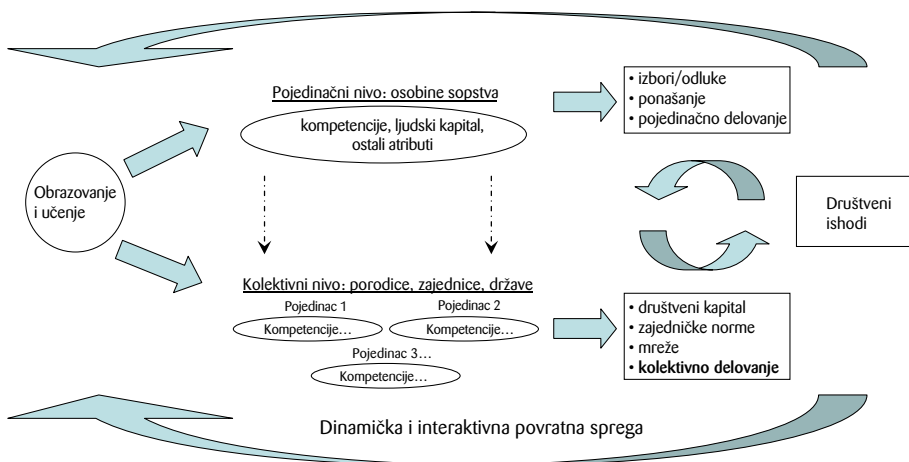 Pojedinačni nivo: osobine sopstva
kompetencije, ljudski kapital,
ostali atributi
• izbori/odluke
• ponašanje
• pojedinačno delovanje
Obrazovanje
i učenje
Društveni
ishodi
Kolektivni nivo: porodice, zajednice, države
Pojedinac 1
Pojedinac 2
Kompetencije…
Kompetencije…
Pojedinac 3…
Kompetencije…
• društveni kapital
• zajedničke norme
• mreže
• kolektivno delovanje
Dinamička i interaktivna povratna sprega